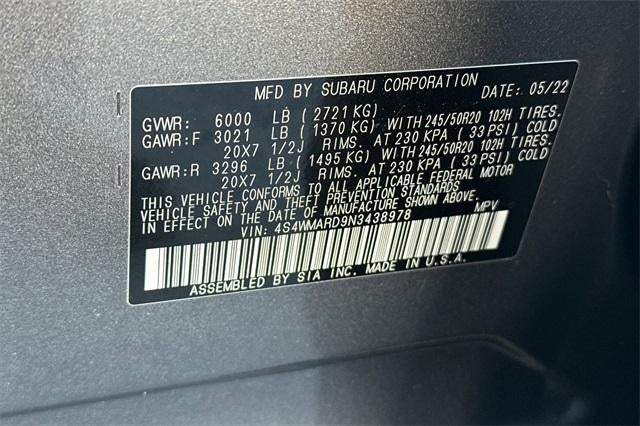 MFD BY SUBARU CORPORATION DATE: 05/22
GVWR: 6000 LB ( 2721 KG)
GAWR:F 3021 LB ( 1370 KG) WITH 245/50R20 102H TIRES.
20X7 1/2J RIMS. AT 230 KPA ( 33 PSI) COLD
GAWR:R 3296 LB ( 1495 KG) WITH 245/50R20 102H TIRES.
20X7 1/2J RIMS. AT 230 KPA ( 33 PSI) COLD
THIS VEHICLE CONFORMS TO ALL APPLICABLE FEDERAL MOTOR
VEHICLE SAFETY AND THEFT PREVENTION STANDARDS
IN EFFECT ON THE DATE OF MANUFACTURE SHOWN ABOVE.
VIN: 4S4WMARD9N3438978 MPV
ASSEMBLED BY SIA INC. MADE IN U.S.A.